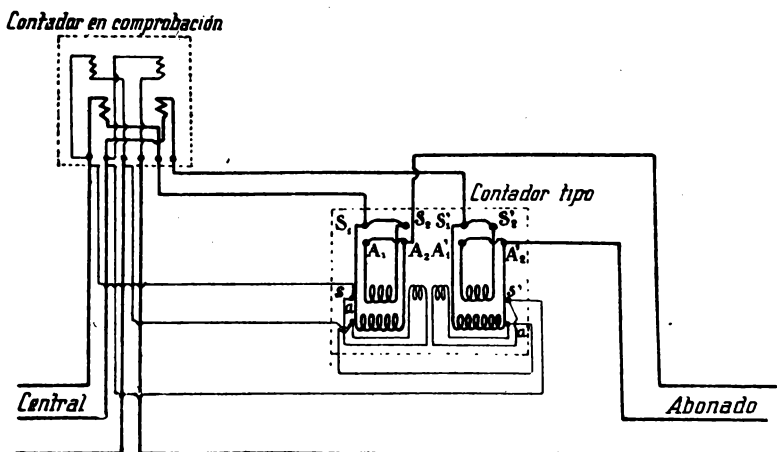 Contador en comprobación
Contador tipo
S₁ S₂ S'₁ S'₂
A₁ A₂ A'₁ A'₂
s s'
a a'
Central
Abonado